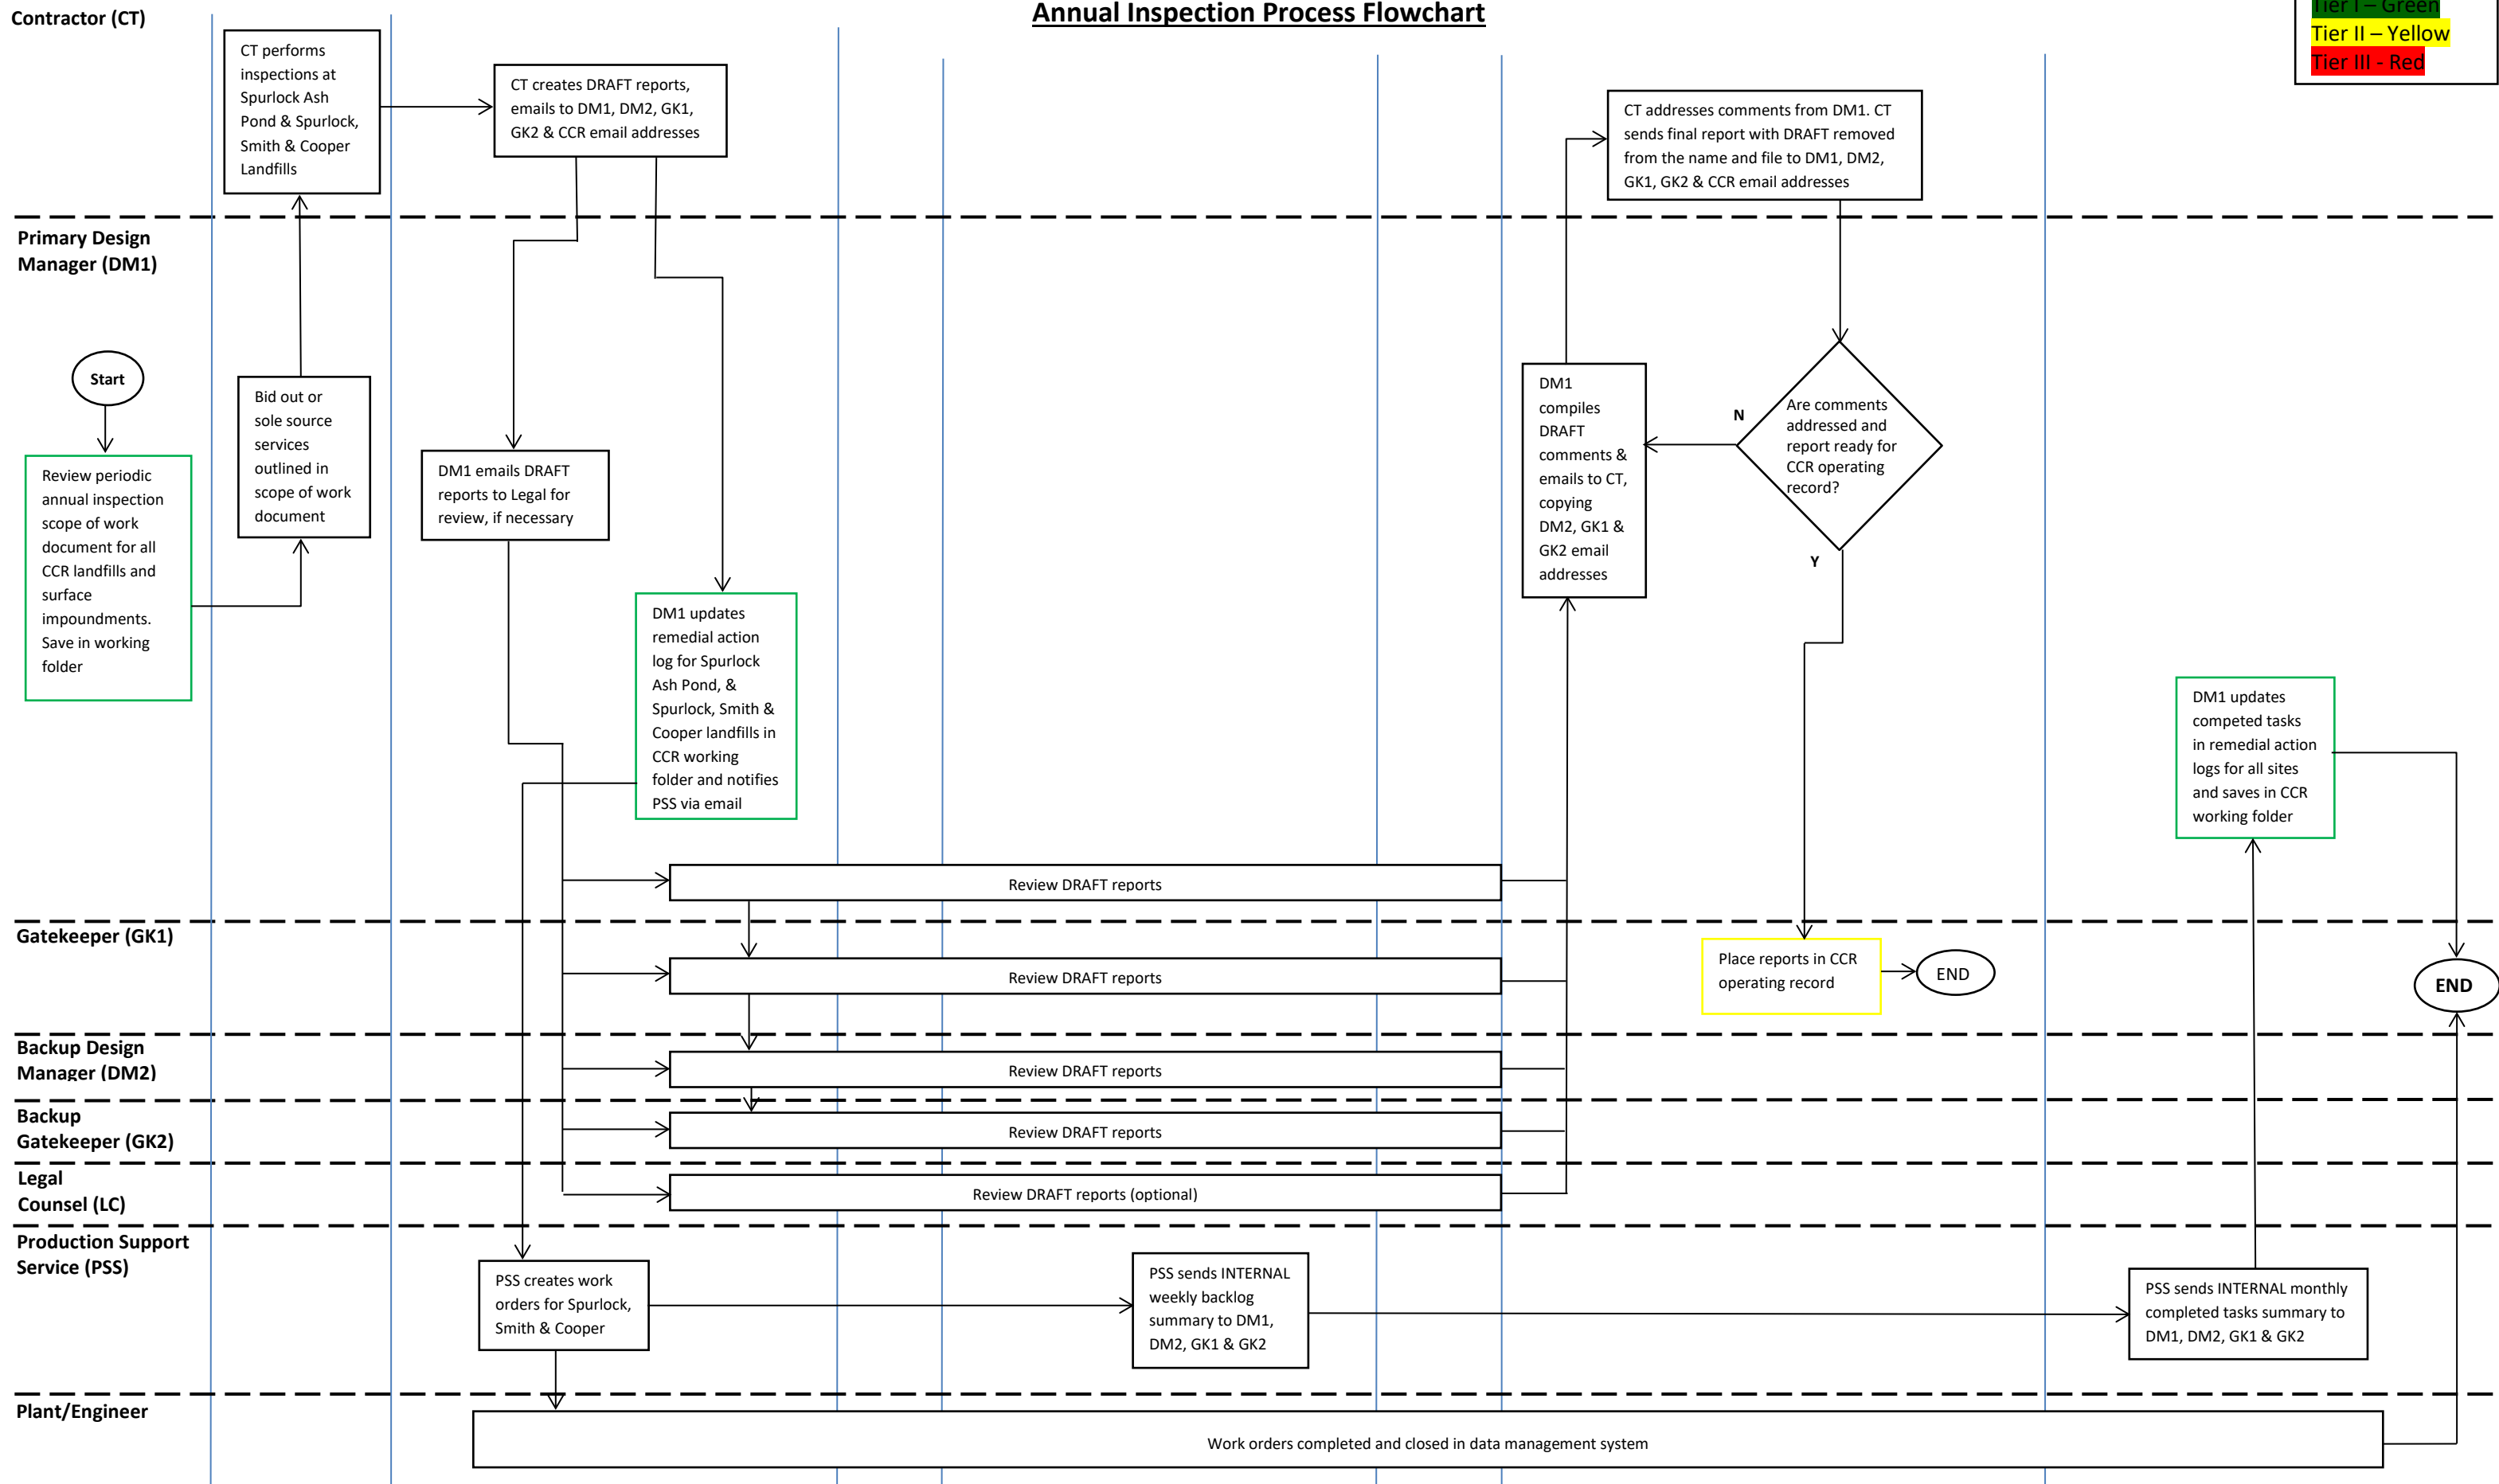 Contractor (CT)
Annual Inspection Process Flowchart
Tier I – Green
Tier II – Yellow
Tier III - Red
CT performs
inspections at
Spurlock Ash
Pond & Spurlock,
Smith & Cooper
Landfills
CT creates DRAFT reports,
emails to DM1, DM2, GK1,
GK2 & CCR email addresses
CT addresses comments from DM1. CT
sends final report with DRAFT removed
from the name and file to DM1, DM2,
GK1, GK2 & CCR email addresses
Primary Design
Manager (DM1)
Start
Review periodic
annual inspection
scope of work
document for all
CCR landfills and
surface
impoundments.
Save in working
folder
Bid out or
sole source
services
outlined in
scope of work
document
DM1 emails DRAFT
reports to Legal for
review, if necessary
DM1 updates
remedial action
log for Spurlock
Ash Pond, &
Spurlock, Smith &
Cooper landfills in
CCR working
folder and notifies
PSS via email
DM1
compiles
DRAFT
comments &
emails to CT,
copying
DM2, GK1 &
GK2 email
addresses
N
Are comments
addressed and
report ready for
CCR operating
record?
Y
DM1 updates
competed tasks
in remedial action
logs for all sites
and saves in CCR
working folder
Review DRAFT reports
Gatekeeper (GK1)
Review DRAFT reports
Place reports in CCR
operating record
END
END
Backup Design
Manager (DM2)
Review DRAFT reports
Backup
Gatekeeper (GK2)
Review DRAFT reports
Legal
Counsel (LC)
Review DRAFT reports (optional)
Production Support
Service (PSS)
PSS creates work
orders for Spurlock,
Smith & Cooper
PSS sends INTERNAL
weekly backlog
summary to DM1,
DM2, GK1 & GK2
PSS sends INTERNAL monthly
completed tasks summary to
DM1, DM2, GK1 & GK2
Plant/Engineer
Work orders completed and closed in data management system